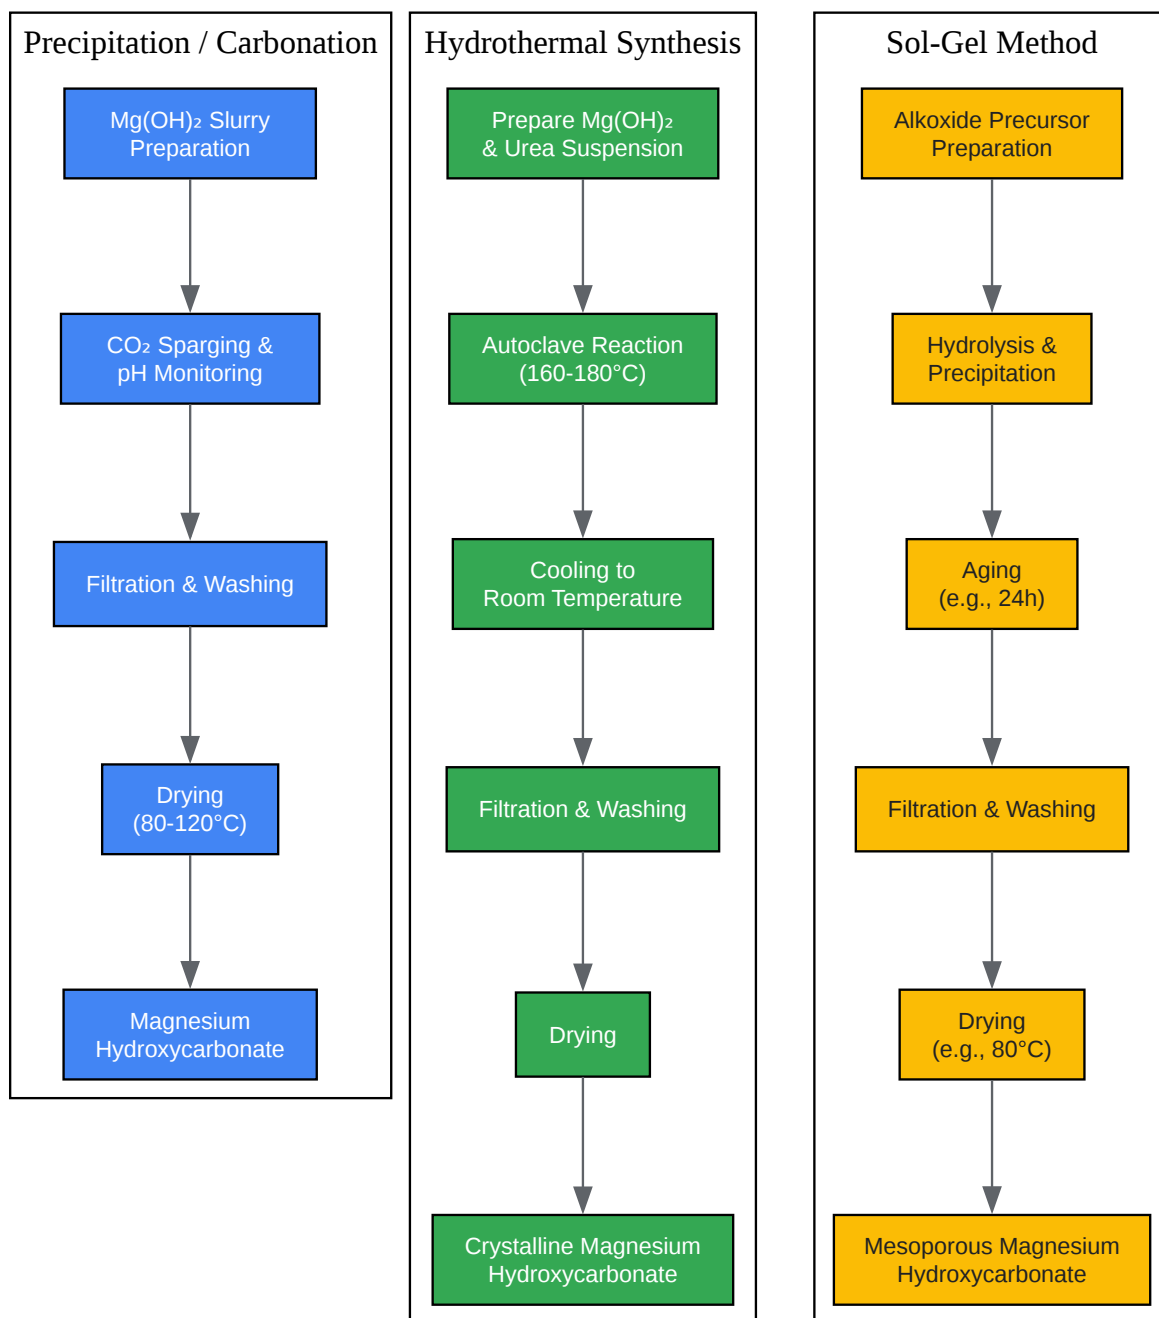 Precipitation / Carbonation
Mg(OH)₂ Slurry
Preparation
CO₂ Sparging &
pH Monitoring
Filtration & Washing
Drying
(80-120°C)
Magnesium
Hydroxycarbonate
Hydrothermal Synthesis
Prepare Mg(OH)₂
& Urea Suspension
Autoclave Reaction
(160-180°C)
Cooling to
Room Temperature
Filtration & Washing
Drying
Crystalline Magnesium
Hydroxycarbonate
Sol-Gel Method
Alkoxide Precursor
Preparation
Hydrolysis &
Precipitation
Aging
(e.g., 24h)
Filtration & Washing
Drying
(e.g., 80°C)
Mesoporous Magnesium
Hydroxycarbonate